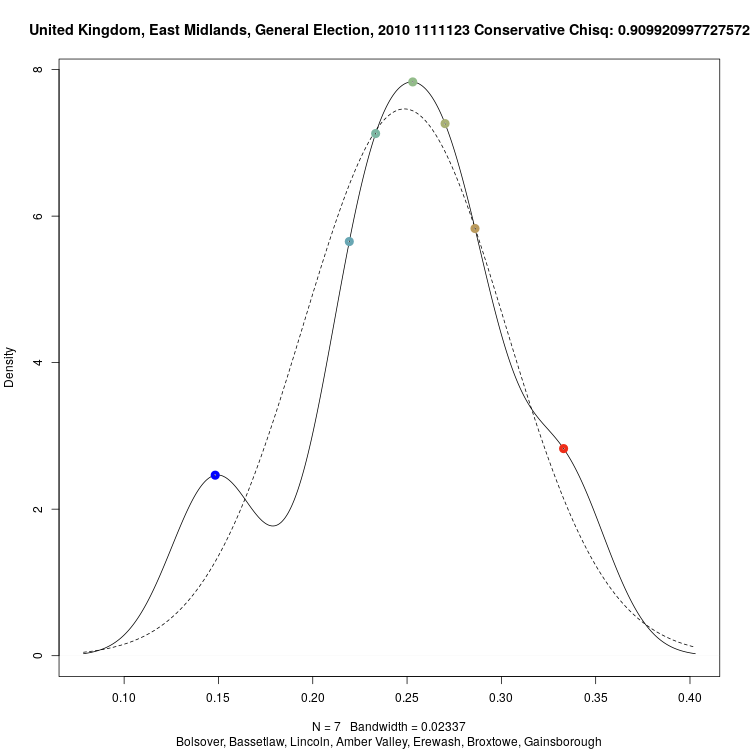 United Kingdom, East Midlands, General Election, 2010 1111123 Conservative Chisq: 0.909920997727572
Density
8
6
4
2
0
0.10 0.15 0.20 0.25 0.30 0.35 0.40
N = 7 Bandwidth = 0.02337
Bolsover, Bassetlaw, Lincoln, Amber Valley, Erewash, Broxtowe, Gainsborough